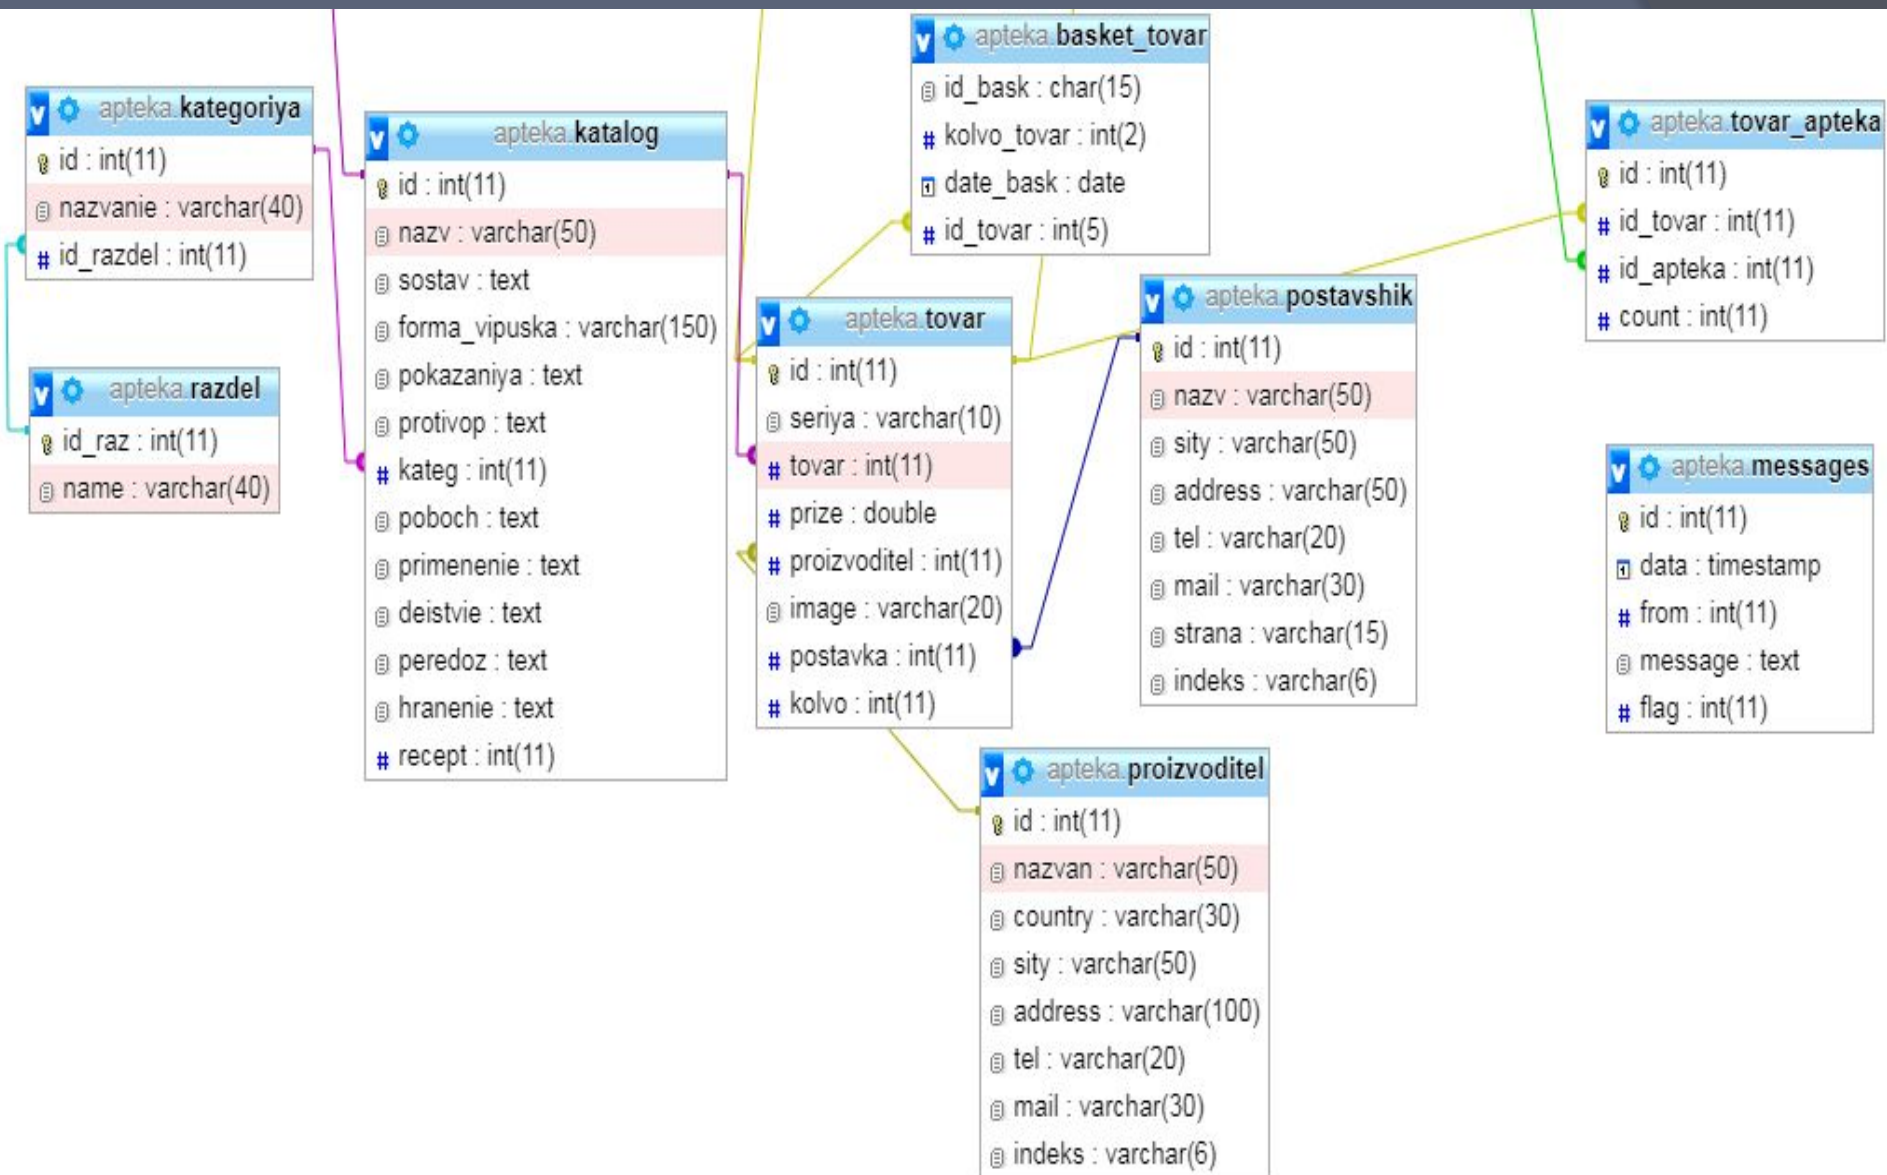 apteka.kategoriya
id : int(11)
nazvanie : varchar(40)
id_razdel : int(11)
apteka.razdel
id_raz : int(11)
name : varchar(40)
apteka.katalog
id : int(11)
nazv : varchar(50)
sostav : text
forma_vipuska : varchar(150)
pokazaniya : text
protivop : text
kateg : int(11)
poboch : text
primenenie : text
deistvie : text
peredoz : text
hranenie : text
recept : int(11)
apteka.basket_tovar
id_bask : char(15)
kolvo_tovar : int(2)
date_bask : date
id_tovar : int(5)
apteka.tovar
id : int(11)
seriya : varchar(10)
tovar : int(11)
prize : double
proizvoditel : int(11)
image : varchar(20)
postavka : int(11)
kolvo : int(11)
apteka.postavshik
id : int(11)
nazv : varchar(50)
sity : varchar(50)
address : varchar(50)
tel : varchar(20)
mail : varchar(30)
strana : varchar(15)
indeks : varchar(6)
apteka.proizvoditel
id : int(11)
nazvan : varchar(50)
country : varchar(30)
sity : varchar(50)
address : varchar(100)
tel : varchar(20)
mail : varchar(30)
indeks : varchar(6)
apteka.tovar_apteka
id : int(11)
id_tovar : int(11)
id_apteka : int(11)
count : int(11)
apteka.messages
id : int(11)
data : timestamp
from : int(11)
message : text
flag : int(11)